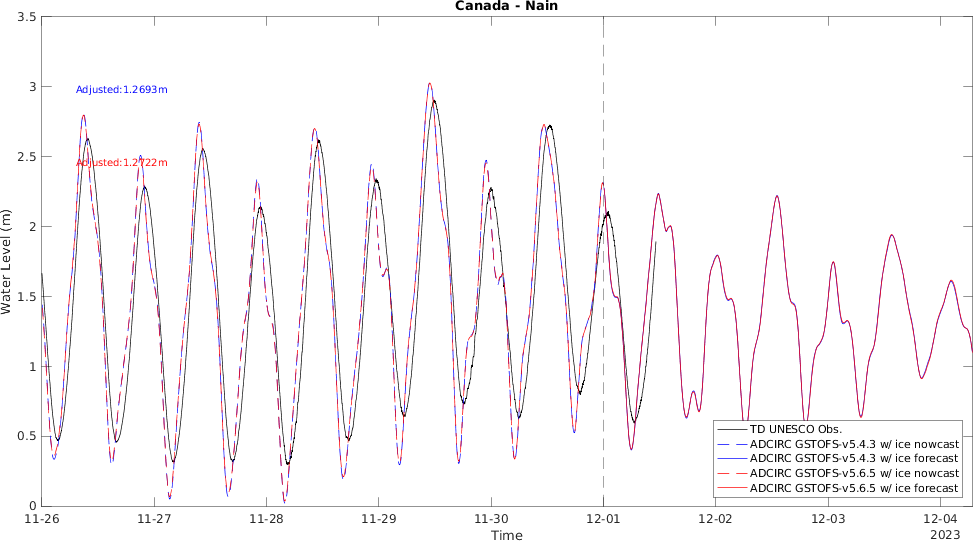 Canada - Nain
3.5
3
2.5
2
1.5
1
0.5
0
Water Level (m)
Adjusted:1.2693m
Adjusted:1.2722m
TD UNESCO Obs.
ADCIRC GSTOFS-v5.4.3 w/ ice nowcast
ADCIRC GSTOFS-v5.4.3 w/ ice forecast
ADCIRC GSTOFS-v5.6.5 w/ ice nowcast
ADCIRC GSTOFS-v5.6.5 w/ ice forecast
11-26 11-27 11-28 11-29 11-30 12-01 12-02 12-03 12-04
Time
2023